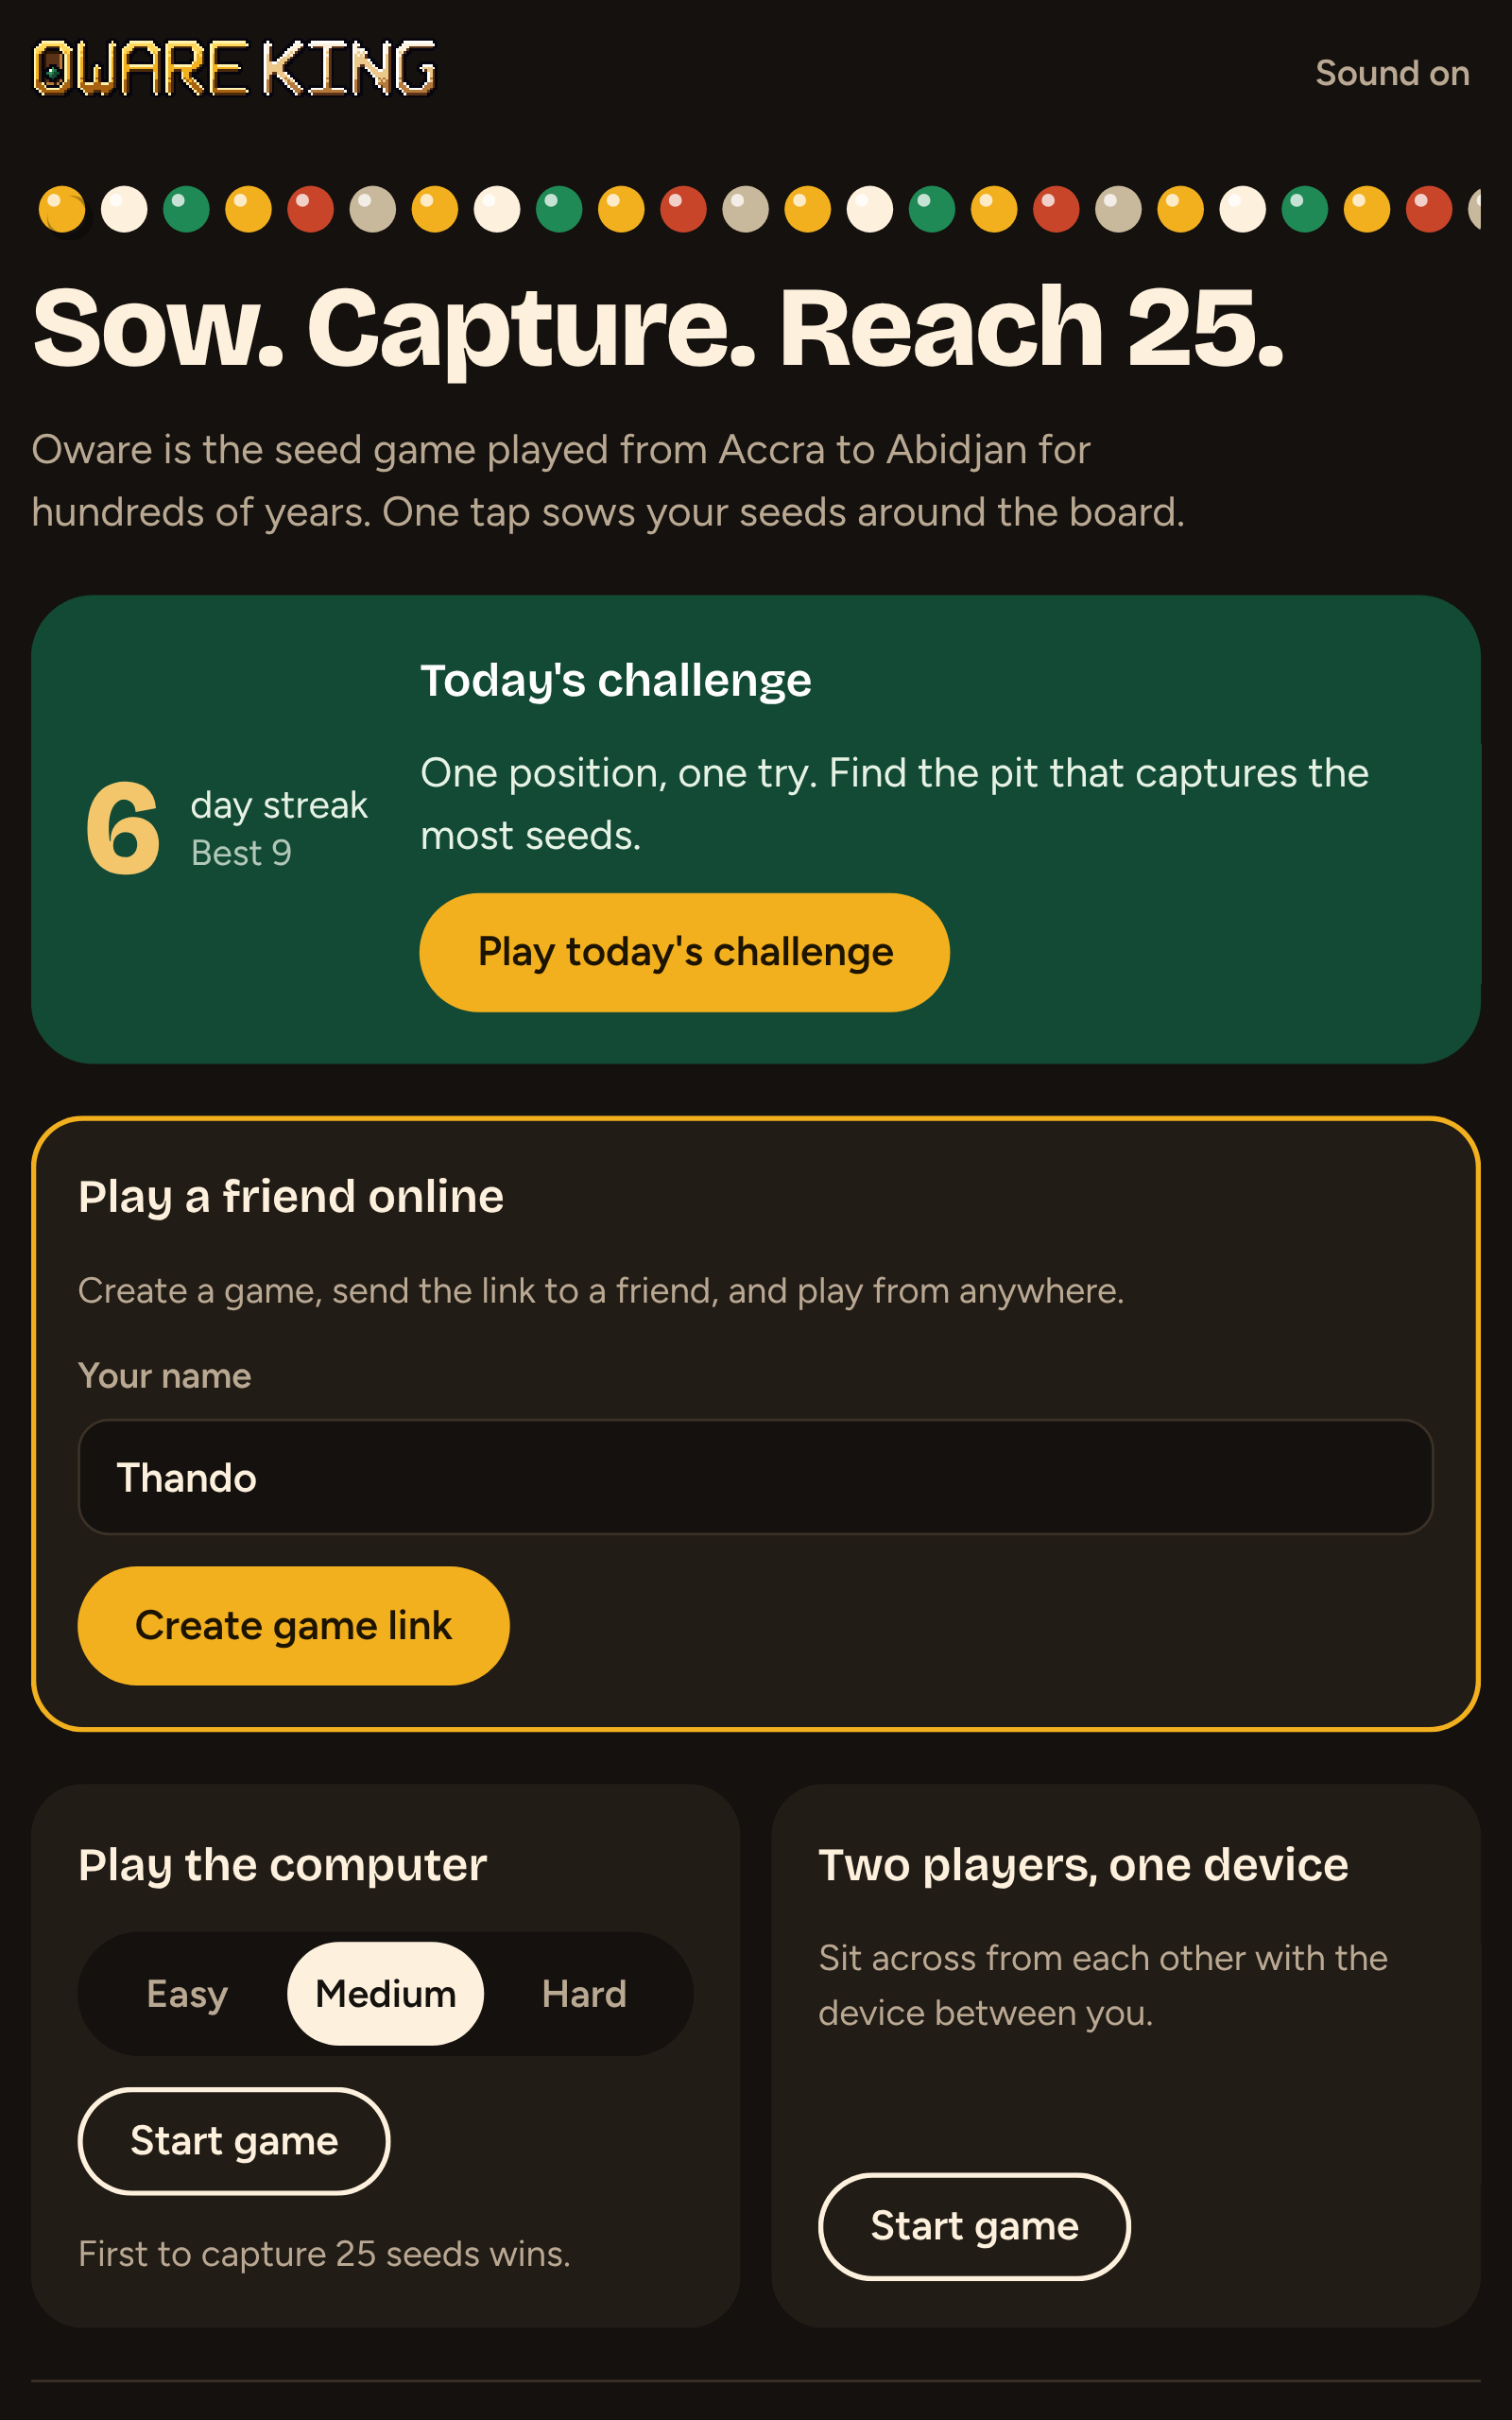 OWARE KING
Sound on
Sow. Capture. Reach 25.
Oware is the seed game played from Accra to Abidjan for
hundreds of years. One tap sows your seeds around the board.
6
day streak
Best 9
Today's challenge
One position, one try. Find the pit that captures the
most seeds.
Play today's challenge
Play a friend online
Create a game, send the link to a friend, and play from anywhere.
Your name
Thando
Create game link
Play the computer
Easy
Medium
Hard
Start game
First to capture 25 seeds wins.
Two players, one device
Sit across from each other with the
device between you.
Start game